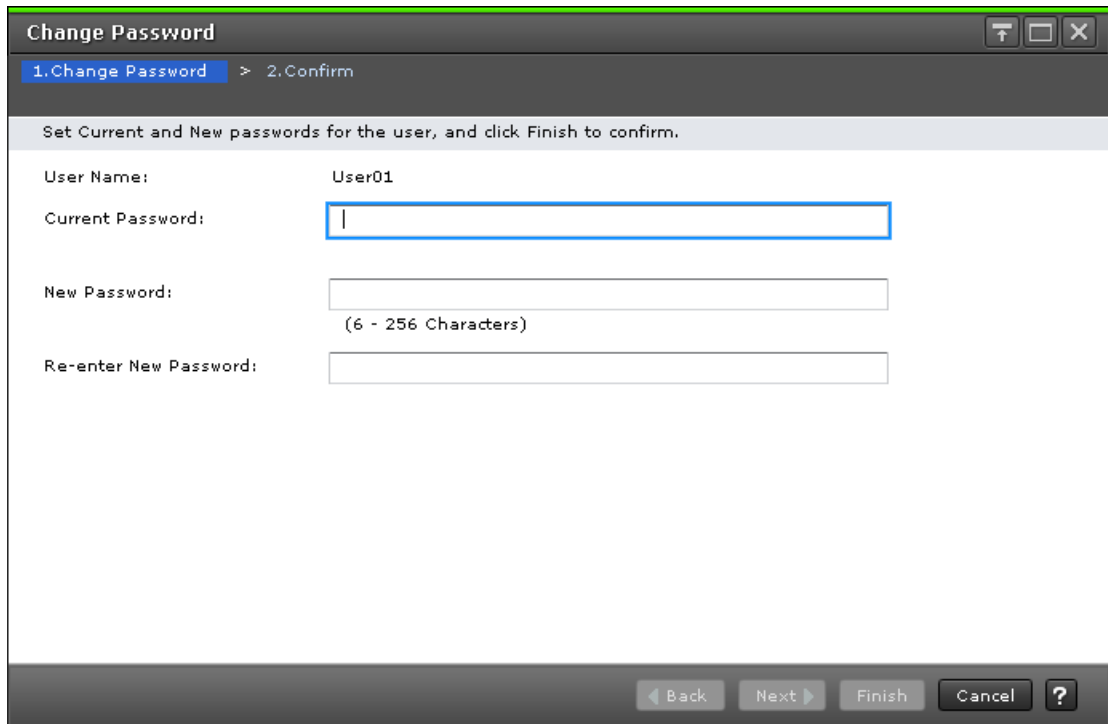 Change Password
1.Change Password > 2.Confirm
Set Current and New passwords for the user, and click Finish to confirm.
User Name: User01
Current Password:
New Password:
(6 - 256 Characters)
Re-enter New Password:
Back Next Finish Cancel ?